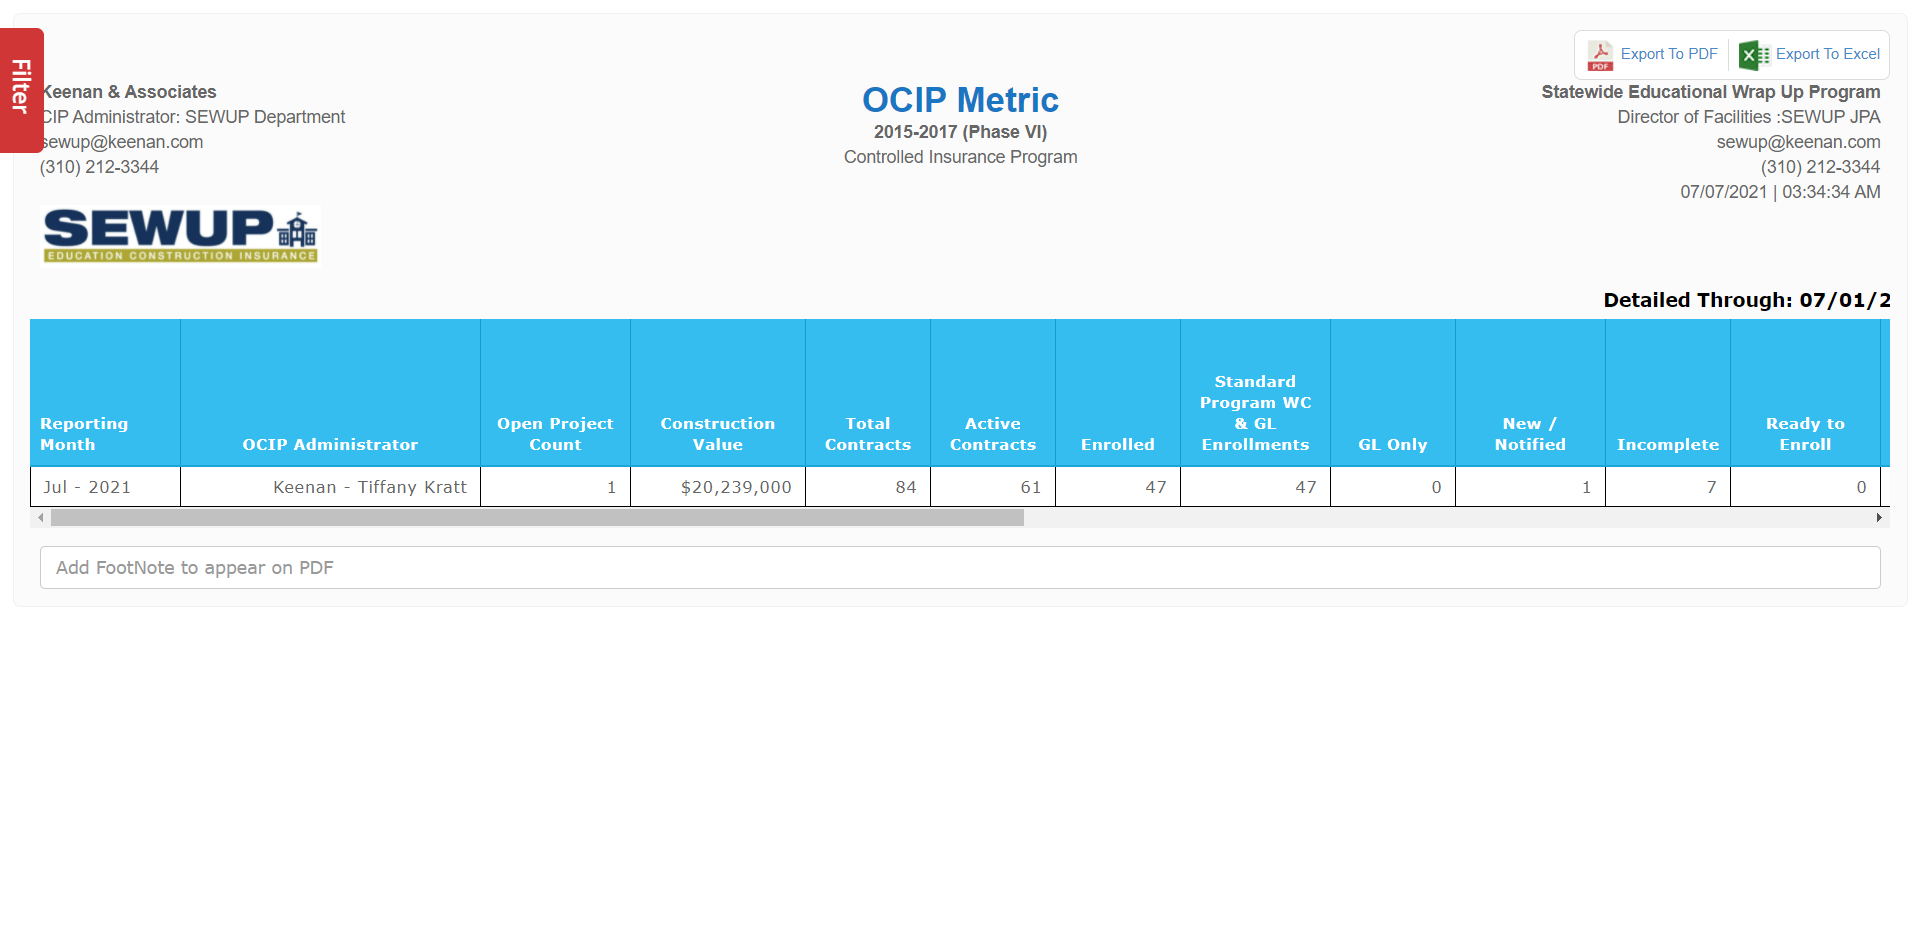 Filter
Export To PDF
Export To Excel
Keenan & Associates
CIP Administrator: SEWUP Department
sewup@keenan.com
(310) 212-3344
SEWUP
EDUCATION CONSTRUCTION INSURANCE
OCIP Metric
2015-2017 (Phase VI)
Controlled Insurance Program
Statewide Educational Wrap Up Program
Director of Facilities :SEWUP JPA
sewup@keenan.com
(310) 212-3344
07/07/2021 | 03:34:34 AM
Detailed Through: 07/01/2
Reporting
Month
OCIP Administrator
Open Project
Count
Construction
Value
Total
Contracts
Active
Contracts
Enrolled
Standard
Program WC
& GL
Enrollments
GL Only
New /
Notified
Incomplete
Ready to
Enroll
Jul - 2021 Keenan - Tiffany Kratt 1 $20,239,000 84 61 47 47 0 1 7 0
Add FootNote to appear on PDF